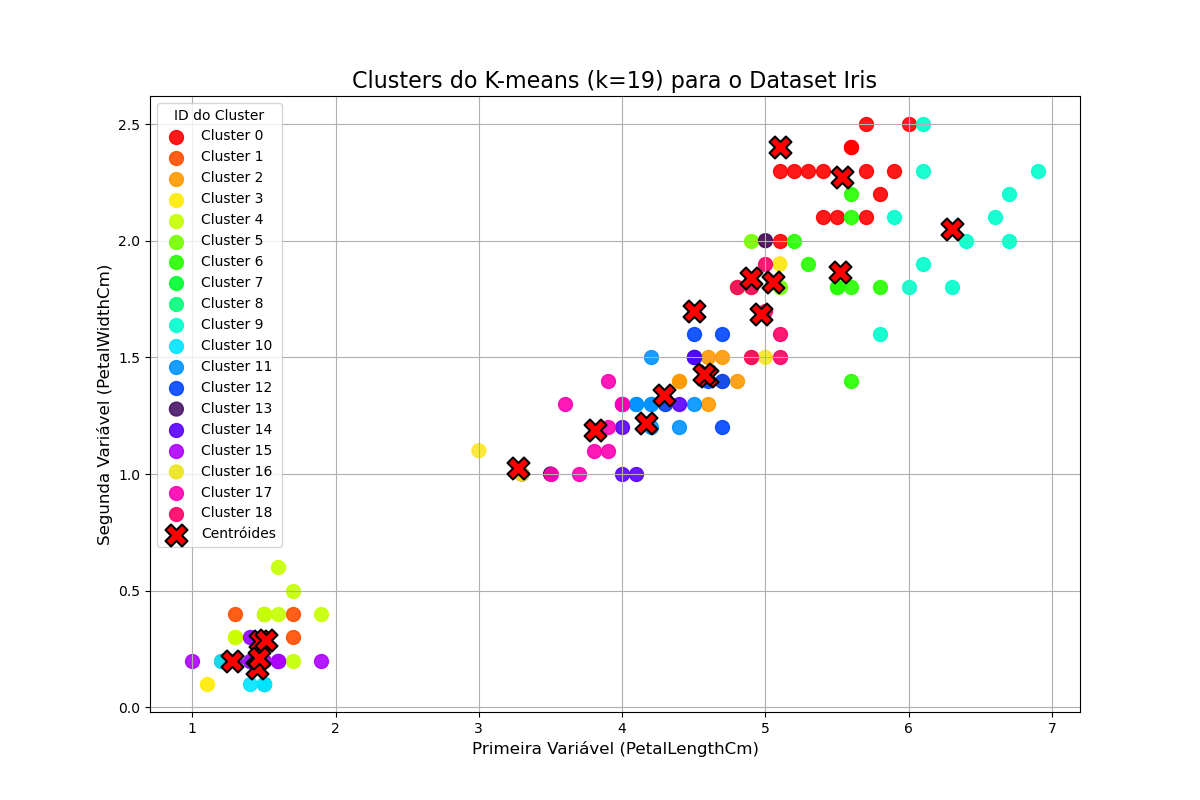 Clusters do K-means (k=19) para o Dataset Iris
ID do Cluster
Cluster 0
Cluster 1
Cluster 2
Cluster 3
Cluster 4
Cluster 5
Cluster 6
Cluster 7
Cluster 8
Cluster 9
Cluster 10
Cluster 11
Cluster 12
Cluster 13
Cluster 14
Cluster 15
Cluster 16
Cluster 17
Cluster 18
Centróides
Segunda Variável (PetalWidthCm)
2.5
2.0
1.5
1.0
0.5
0.0
1 2 3 4 5 6 7
Primeira Variável (PetalLengthCm)